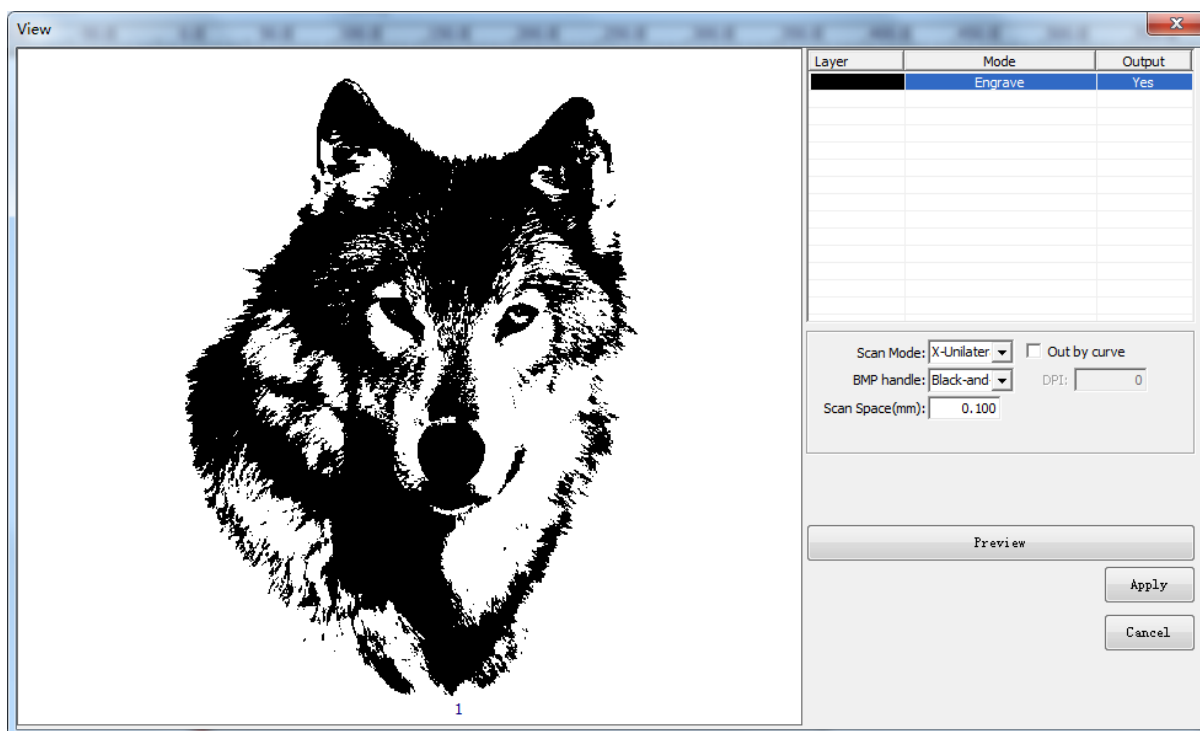 View
Layer Mode Output
Engrave Yes
Scan Mode: X-Unilater Out by curve
BMP handle: Black-and- DPI: 0
Scan Space(mm): 0.100
Preview
Apply
Cancel
1